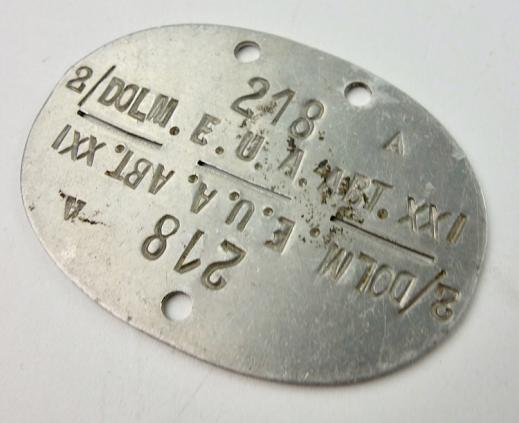 218 A
2/DOLM. E. U. A. ABT. XXI
2/DOLM. E.U.A. ABT. XXI
218 A